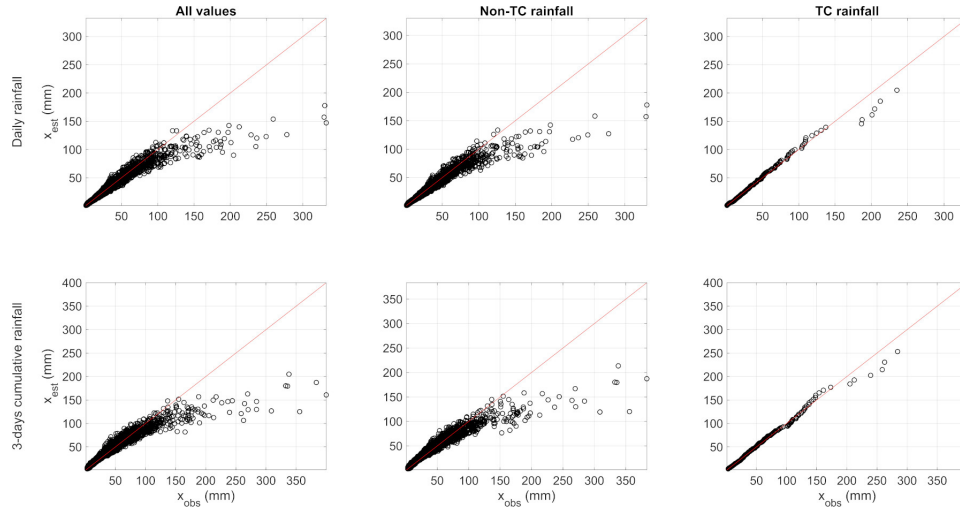 All values
Non-TC rainfall
TC rainfall
Daily rainfall
x_est (mm)
300
250
200
150
100
50
50 100 150 200 250 300
300
250
200
150
100
50
50 100 150 200 250 300
300
250
200
150
100
50
50 100 150 200 250 300
3-days cumulative rainfall
x_est (mm)
400
350
300
250
200
150
100
50
50 100 150 200 250 300 350
x_obs (mm)
350
300
250
200
150
100
50
50 100 150 200 250 300 350
x_obs (mm)
400
350
300
250
200
150
100
50
50 100 150 200 250 300 350
x_obs (mm)